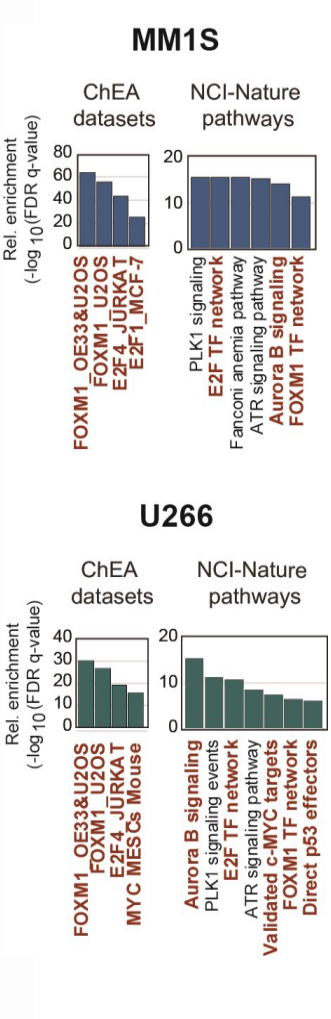 MM1S
ChEA
datasets
NCI-Nature
pathways
Rel. enrichment
(-log 10 (FDR q-value)
80
60
40
20
0
20
10
0
FOXM1_OE33&U2OS
FOXM1_U2OS
E2F4_JURKAT
E2F1_MCF-7
PLK1 signaling
E2F TF network
Fanconi anemia pathway
ATR signaling pathway
Aurora B signaling
FOXM1 TF network
U266
ChEA
datasets
NCI-Nature
pathways
Rel. enrichment
(-log10 (FDR q-value)
40
30
20
10
0
20
10
0
FOXM1_OE33&U2OS
FOXM1_U2OS
E2F4_JURKAT
MYC MESCs Mouse
Aurora B signaling
PLK1 signaling events
E2F TF network
ATR signaling pathway
Validated c-MYC targets
FOXM1 TF network
Direct p53 effectors